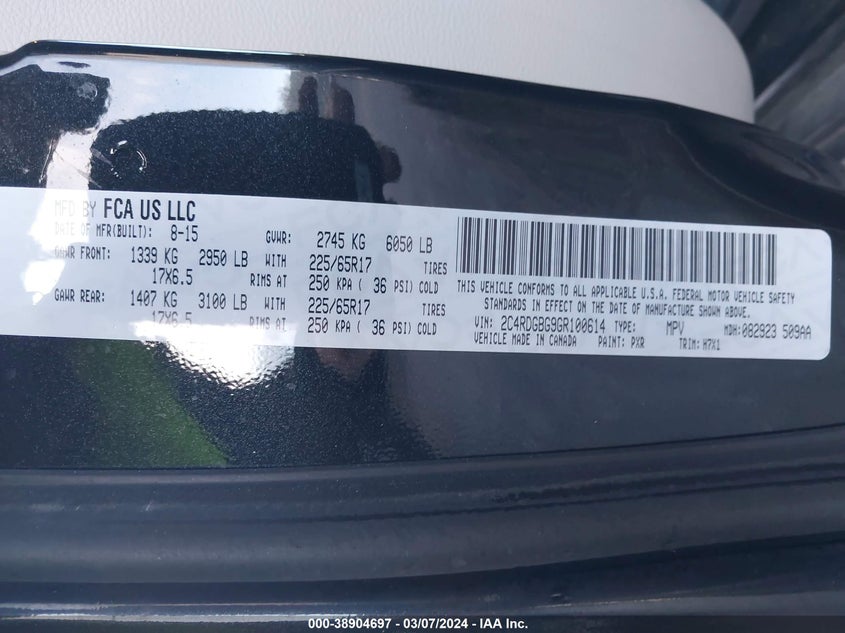 MFD BY FCA US LLC
DATE OF MFR(BUILT): 8-15 GVWR: 2745 KG 6050 LB
GAWR FRONT: 1339 KG 2950 LB WITH 225/65R17 TIRES
17X6.5 RIMS AT 250 KPA ( 36 PSI) COLD
GAWR REAR: 1407 KG 3100 LB WITH 225/65R17 TIRES
17X6.5 RIMS AT 250 KPA ( 36 PSI) COLD
THIS VEHICLE CONFORMS TO ALL APPLICABLE U.S.A. FEDERAL MOTOR VEHICLE SAFETY
STANDARDS IN EFFECT ON THE DATE OF MANUFACTURE SHOWN ABOVE.
VIN: 2C4RDGBG9GR100614 TYPE: MPV MDH: 082923 509AA
VEHICLE MADE IN CANADA PAINT: PXR TRIM: H7X1
000-38904697 - 03/07/2024 - IAA Inc.